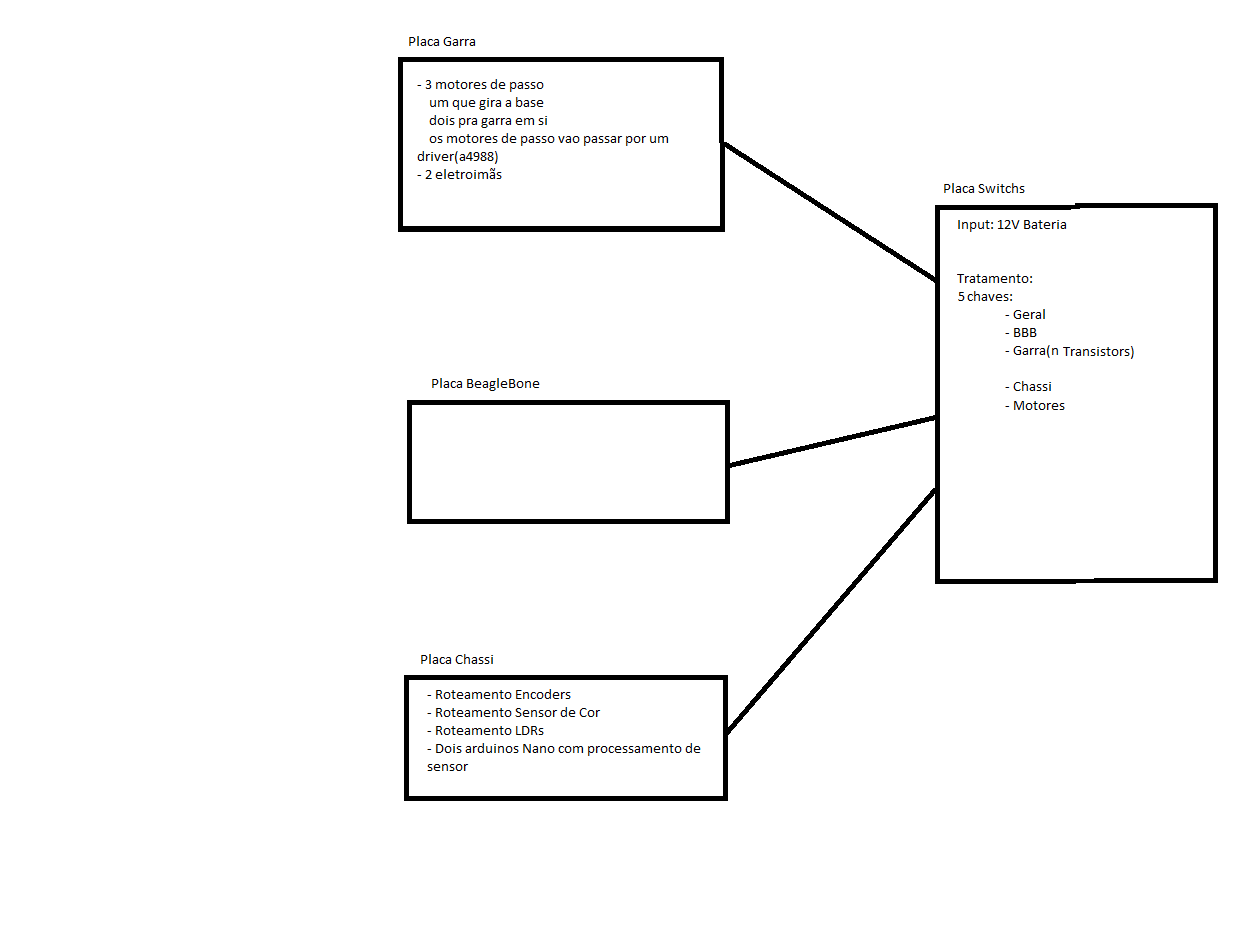 Placa Garra
- 3 motores de passo
um que gira a base
dois pra garra em si
os motores de passo vao passar por um
driver(a4988)
- 2 eletroimãs
Placa Switchs
Input: 12V Bateria
Tratamento:
5 chaves:
- Geral
- BBB
- Garra(n Transistors)
- Chassi
- Motores
Placa BeagleBone
Placa Chassi
- Roteamento Encoders
- Roteamento Sensor de Cor
- Roteamento LDRs
- Dois arduinos Nano com processamento de
sensor